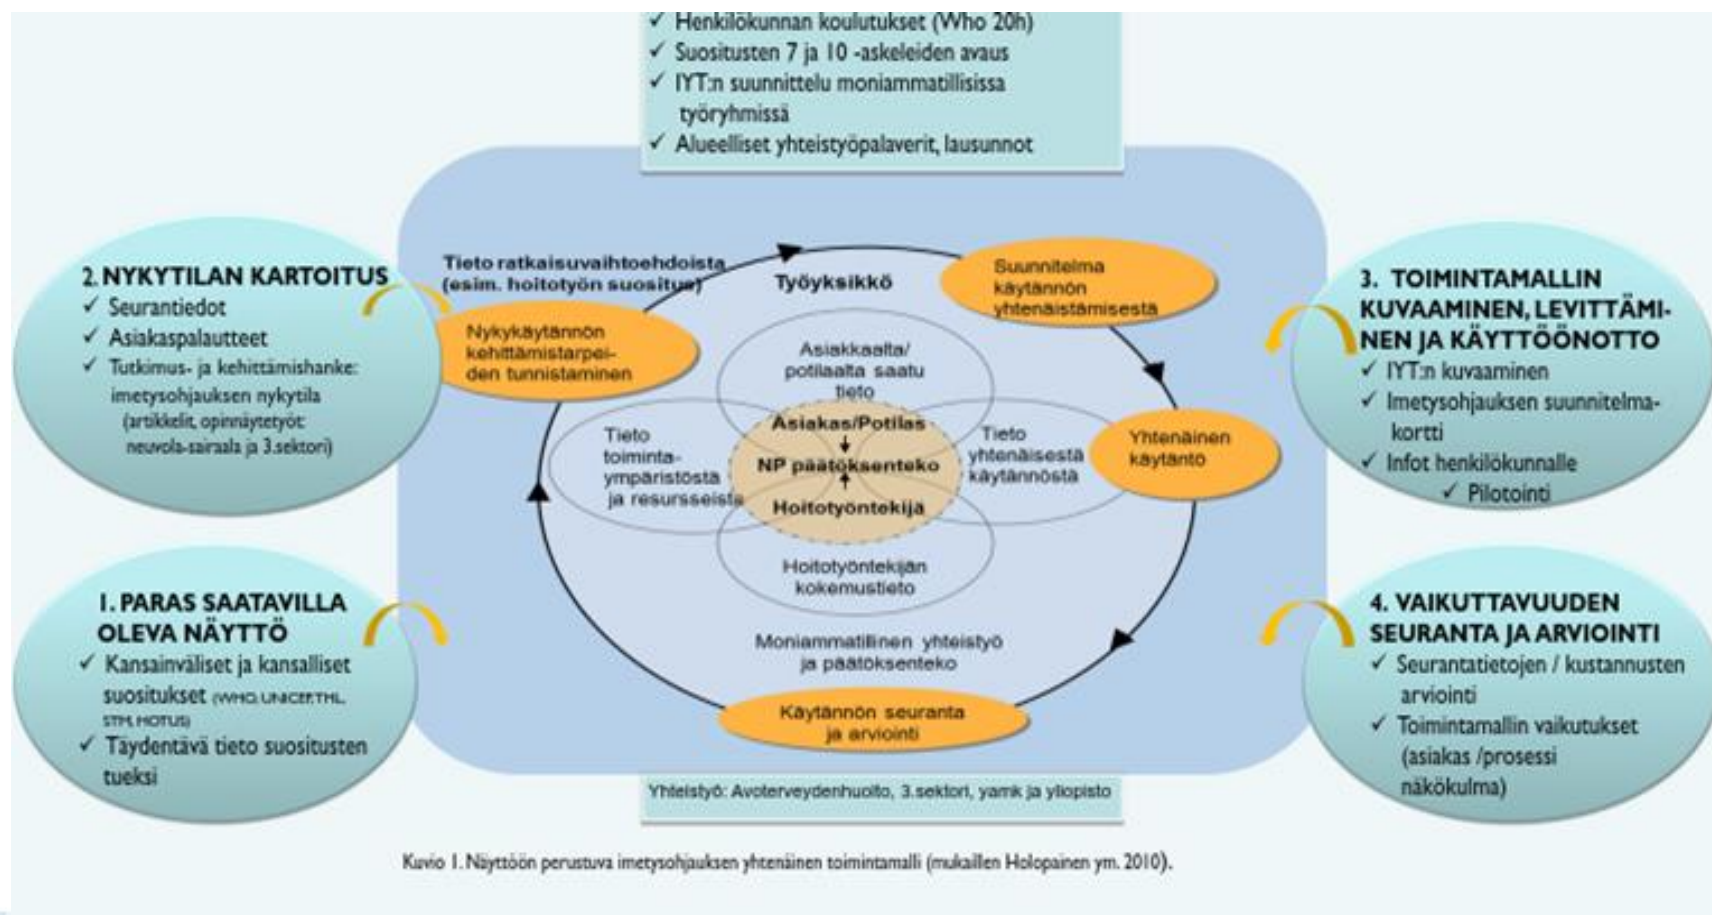 ✓ Henkilökunnan koulutukset (Who 20h)
✓ Suositusten 7 ja 10 -askeleiden avaus
✓ IYT:n suunnittelu moniammatillisissa
työryhmissä
✓ Alueelliset yhteistyöpalaverit, lausunnot
2. NYKYTILAN KARTOITUS
✓ Seurantiedot
✓ Asiakaspalautteet
✓ Tutkimus- ja kehittämishanke:
imetysohjauksen nykytila
(artikkelit, opinnäytetyöt:
neuvola-sairaala ja 3.sektori)
1. PARAS SAATAVILLA
OLEVA NÄYTTÖ
✓ Kansainväliset ja kansalliset
suositukset (WHO, UNICEF, THL,
STM, HOTUS)
✓ Täydentävä tieto suositusten
tueksi
Tieto ratkaisuvaihtoehdoista
(esim. hoitotyön suositus)
Työyksikkö
Suunnitelma
käytännön
yhtenäistämisestä
Nykykäytännön
kehittämistarpei-
den tunnistaminen
Asiakkaalta/
potilaalta saatu
tieto
Tieto
toiminta-
ympäristöstä
ja resursseista
Asiakas/Potilas
NP päätöksenteko
Hoitotyöntekijä
Tieto
yhtenäisestä
käytännöstä
Yhtenäinen
käytäntö
Hoitotyöntekijän
kokemustieto
Moniammatillinen yhteistyö
ja päätöksenteko
Käytännön seuranta
ja arviointi
3. TOIMINTAMALLIN
KUVAAMINEN, LEVITTÄMI-
NEN JA KÄYTTÖÖNOTTO
✓ IYT:n kuvaaminen
✓ Imetysohjauksen suunnitelma-
kortti
✓ Infot henkilökunnalle
✓ Pilotointi
4. VAIKUTTAVUUDEN
SEURANTA JA ARVIOINTI
✓ Seurantatietojen / kustannusten
arviointi
✓ Toimintamallin vaikutukset
(asiakas /prosessi
näkökulma)
Yhteistyö: Avoterveydenhuolto, 3.sektori, yamk ja yliopisto
Kuvio 1. Näyttöön perustuva imetysohjauksen yhtenäinen toimintamalli (mukaillen Holopainen ym. 2010).